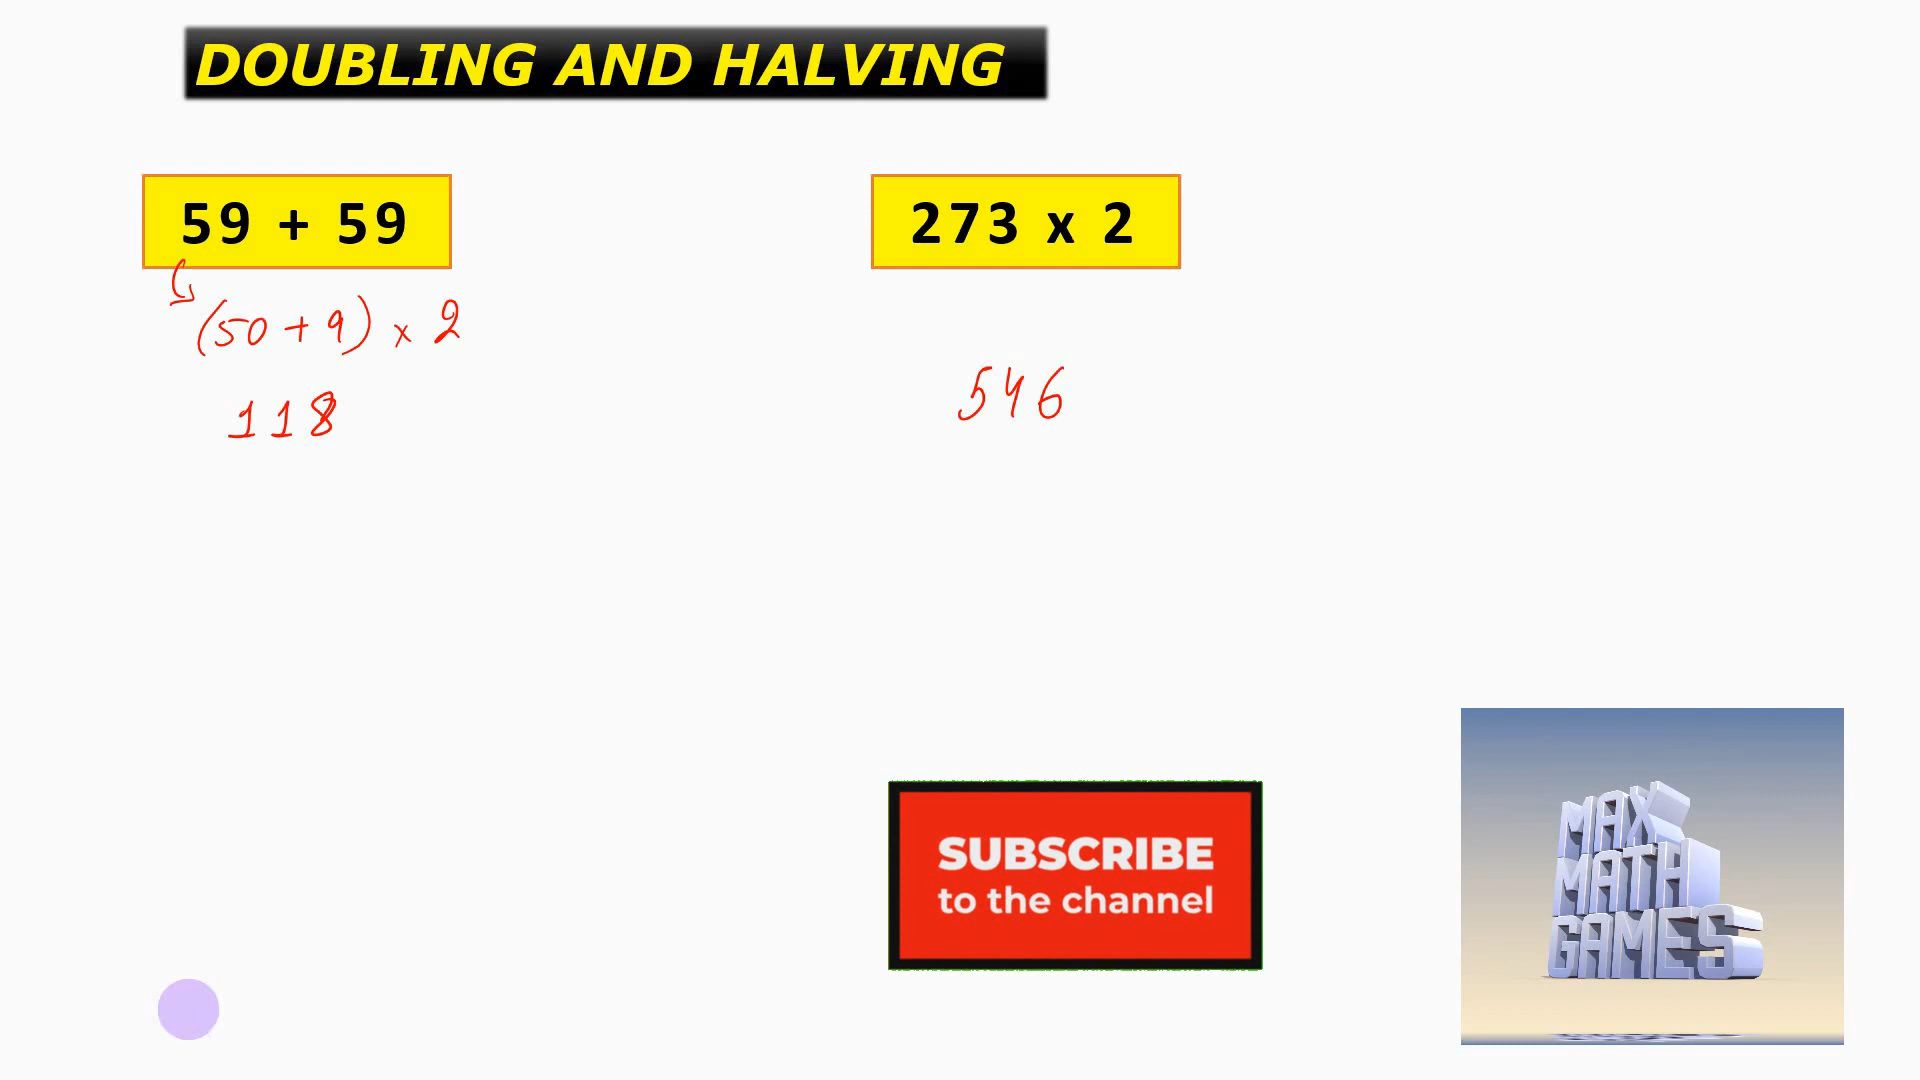 DOUBLING AND HALVING
59 + 59
(50 + 9) x 2
118
273 x 2
546
SUBSCRIBE
to the channel
MAX
MATH
GAMES